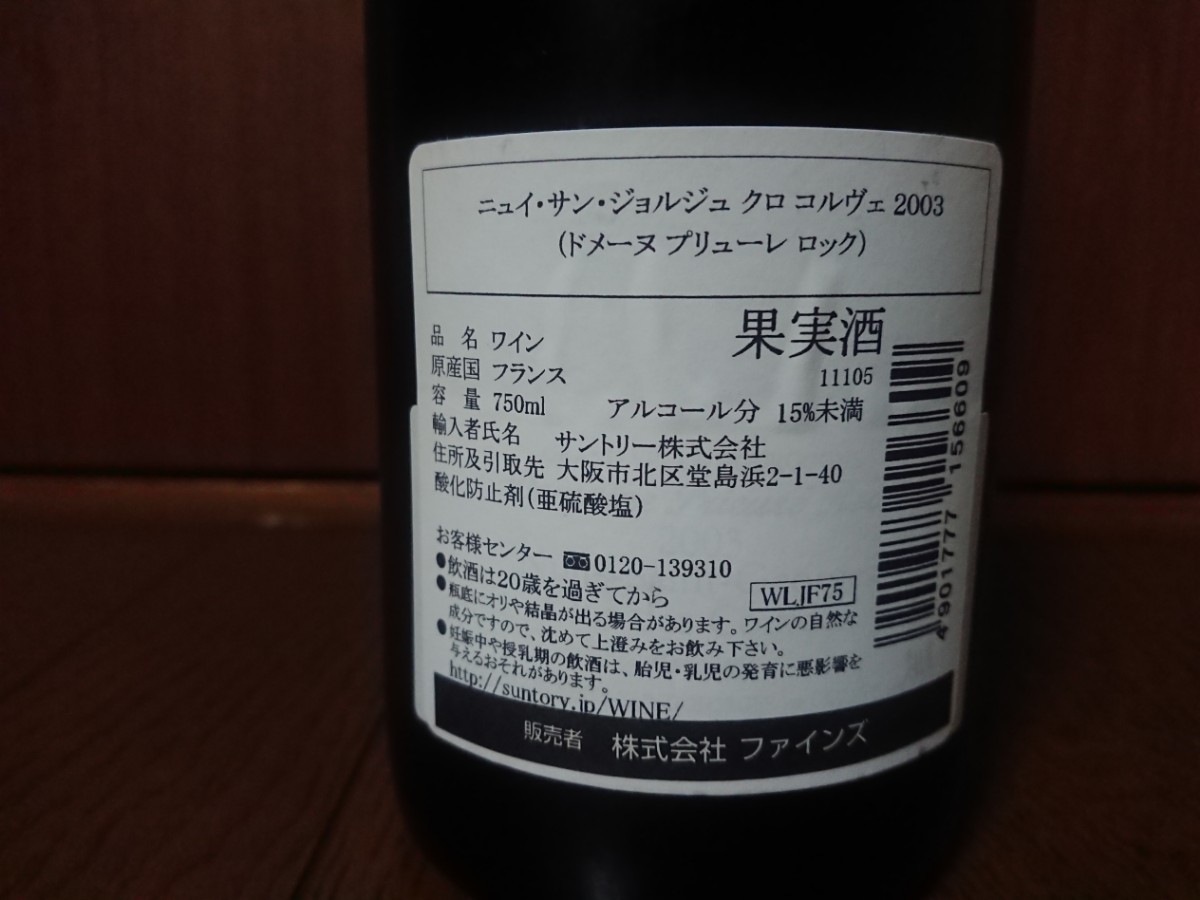 ニュイ・サン・ジョルジュ クロ コルヴェ 2003
(ドメーヌ プリューレ ロック)
果実酒
品 名 ワイン
11105
原産国 フランス
容 量 750ml アルコール分 15%未満
輸入者氏名 サントリー株式会社
住所及引取先 大阪市北区堂島浜2-1-40
酸化防止剤(亜硫酸塩)
お客様センター 0120-139310
●飲酒は20歳を過ぎてから WLJF75
●瓶底にオリや結晶が出る場合があります。ワインの自然な
成分ですので、沈めて上澄みをお飲み下さい。
●妊娠中や授乳期の飲酒は、胎児・乳児の発育に悪影響を
与えるおそれがあります。
http://suntory.jp/WINE/
販売者 株式会社 ファインズ
4 901777 156609